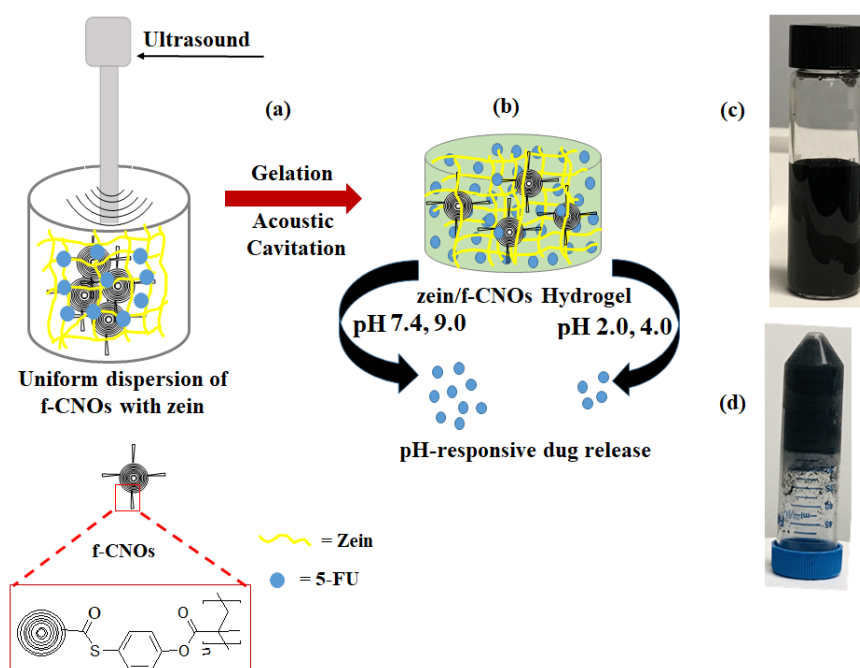 Ultrasound
(a)
(b)
(c)
Gelation
Acoustic
Cavitation
zein/f-CNOs Hydrogel
pH 7.4, 9.0
pH 2.0, 4.0
Uniform dispersion of
f-CNOs with zein
(d)
pH-responsive dug release
f-CNOs
= Zein
= 5-FU
O
S
O
O
n